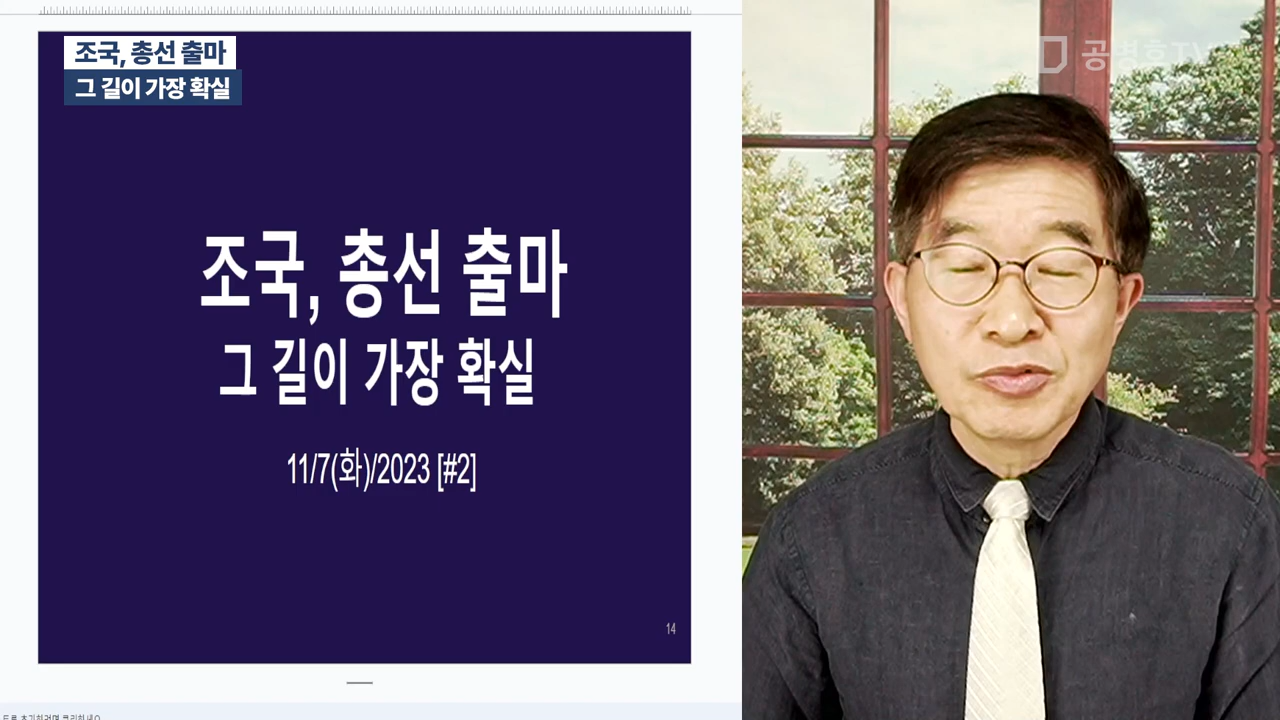 조국, 총선 출마
그 길이 가장 확실
공병호TV
조국, 총선 출마
그 길이 가장 확실
11/7(화)/2023 [#2]
14